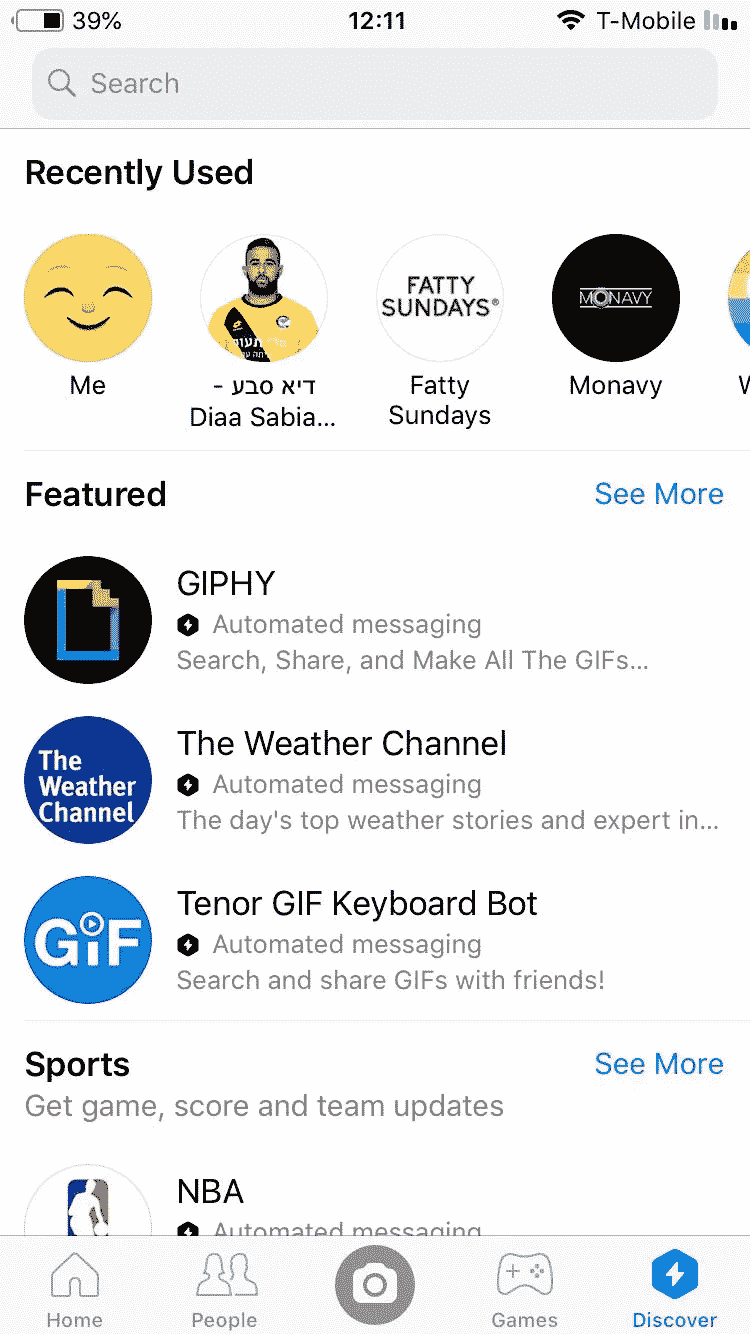 39%
12:11
T-Mobile
Search
Recently Used
Me
דיא סבע -
Diaa Sabia...
FATTY
SUNDAYS®
Fatty
Sundays
MONAVY
Monavy
Featured
See More
GIPHY
Automated messaging
Search, Share, and Make All The GIFs...
The
Weather
Channel
The Weather Channel
Automated messaging
The day's top weather stories and expert in...
GIF
Tenor GIF Keyboard Bot
Automated messaging
Search and share GIFs with friends!
Sports
See More
Get game, score and team updates
NBA
Automated messaging
Home
People
Games
Discover